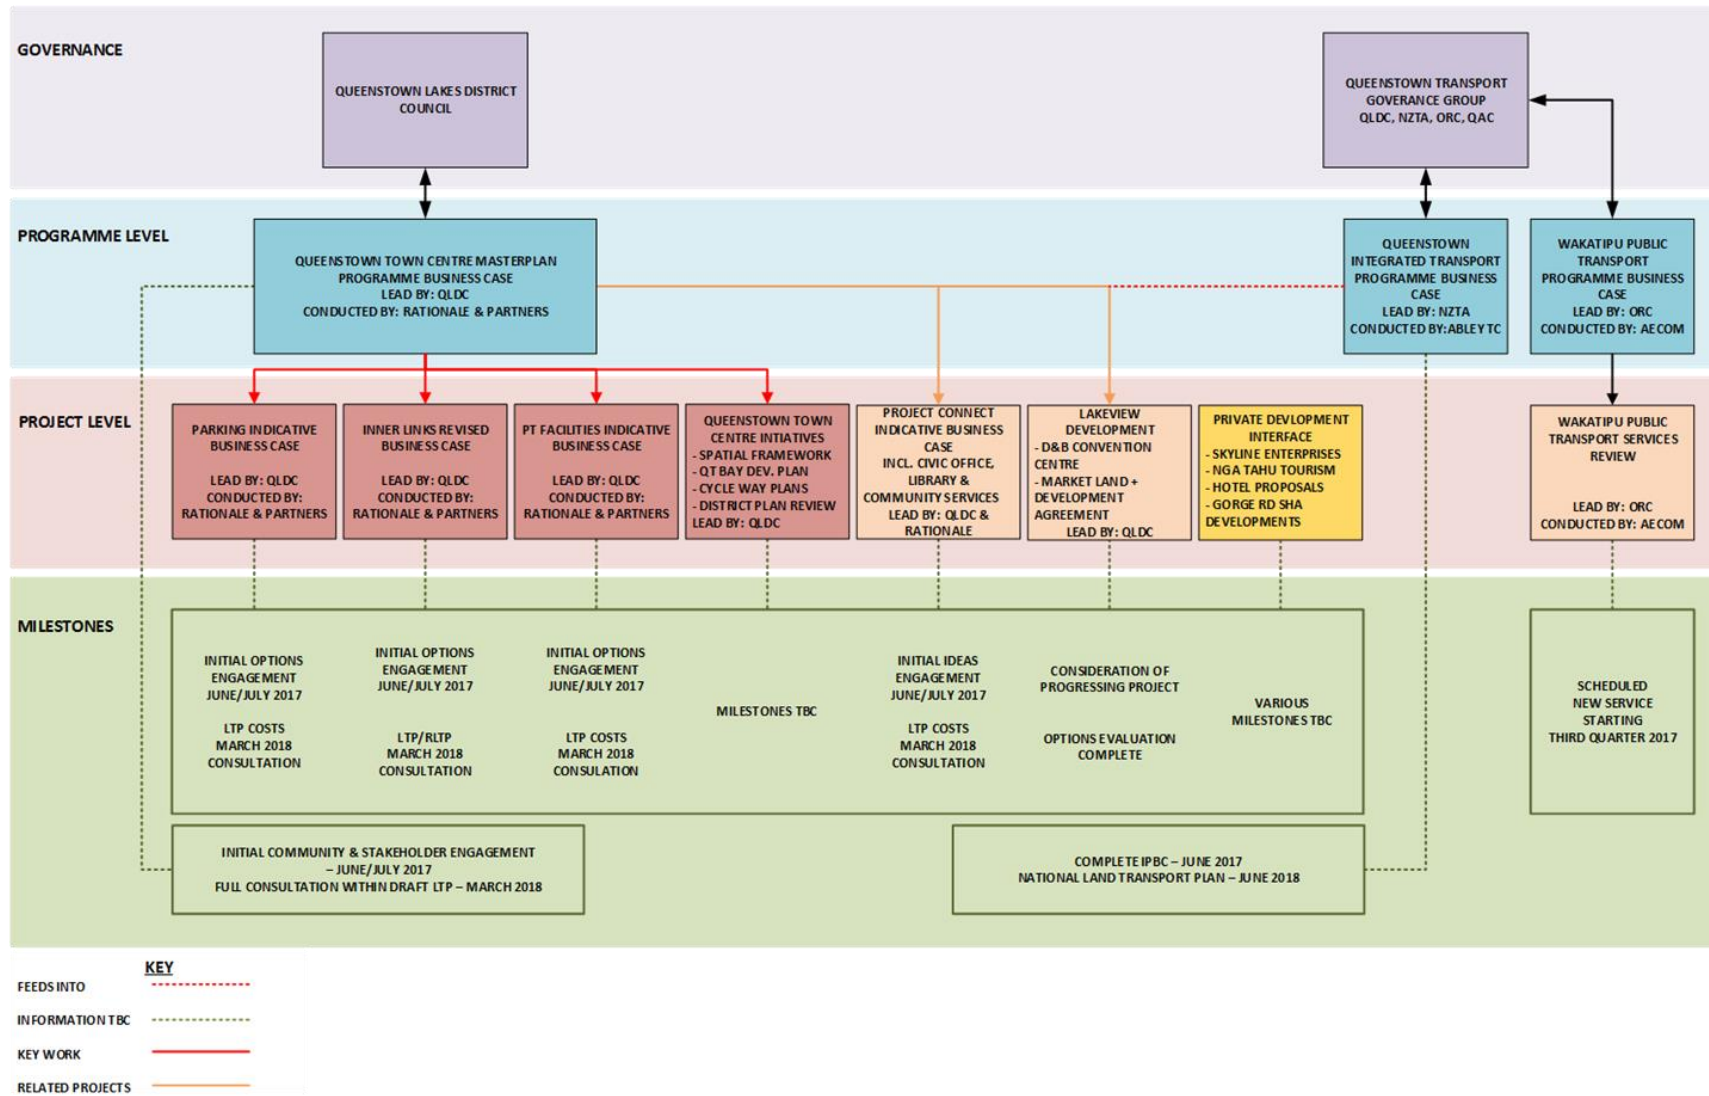 GOVERNANCE
QUEENSTOWN LAKES DISTRICT
COUNCIL
QUEENSTOWN TRANSPORT
GOVERANCE GROUP
QLDC, NZTA, ORC, QAC
PROGRAMME LEVEL
QUEENSTOWN TOWN CENTRE MASTERPLAN
PROGRAMME BUSINESS CASE
LEAD BY: QLDC
CONDUCTED BY: RATIONALE & PARTNERS
QUEENSTOWN
INTEGRATED TRANSPORT
PROGRAMME BUSINESS
CASE
LEAD BY: NZTA
CONDUCTED BY:ABLEY TC
WAKATIPU PUBLIC
TRANSPORT
PROGRAMME BUSINESS
CASE
LEAD BY: ORC
CONDUCTED BY: AECOM
PROJECT LEVEL
PARKING INDICATIVE
BUSINESS CASE
LEAD BY: QLDC
CONDUCTED BY:
RATIONALE & PARTNERS
INNER LINKS REVISED
BUSINESS CASE
LEAD BY: QLDC
CONDUCTED BY:
RATIONALE & PARTNERS
PT FACILITIES INDICATIVE
BUSINESS CASE
LEAD BY: QLDC
CONDUCTED BY:
RATIONALE & PARTNERS
QUEENSTOWN TOWN
CENTRE INTIATIVES
- SPATIAL FRAMEWORK
- QT BAY DEV. PLAN
- CYCLE WAY PLANS
- DISTRICT PLAN REVIEW
LEAD BY: QLDC
PROJECT CONNECT
INDICATIVE BUSINESS
CASE
INCL. CIVIC OFFICE,
LIBRARY &
COMMUNITY SERVICES
LEAD BY: QLDC &
RATIONALE
LAKEVIEW
DEVELOPMENT
- D&B CONVENTION
CENTRE
- MARKET LAND +
DEVELOPMENT
AGREEMENT
LEAD BY: QLDC
PRIVATE DEVLOPMENT
INTERFACE
- SKYLINE ENTERPRISES
- NGA TAHU TOURISM
- HOTEL PROPOSALS
- GORGE RD SHA
DEVELOPMENTS
WAKATIPU PUBLIC
TRANSPORT SERVICES
REVIEW
LEAD BY: ORC
CONDUCTED BY: AECOM
MILESTONES
INITIAL OPTIONS
ENGAGEMENT
JUNE/JULY 2017
LTP COSTS
MARCH 2018
CONSULTATION
INITIAL OPTIONS
ENGAGEMENT
JUNE/JULY 2017
LTP/RLTP
MARCH 2018
CONSULTATION
INITIAL OPTIONS
ENGAGEMENT
JUNE/JULY 2017
LTP COSTS
MARCH 2018
CONSULATION
MILESTONES TBC
INITIAL IDEAS
ENGAGEMENT
JUNE/JULY 2017
LTP COSTS
MARCH 2018
CONSULTATION
CONSIDERATION OF
PROGRESSING PROJECT
OPTIONS EVALUATION
COMPLETE
VARIOUS
MILESTONES TBC
SCHEDULED
NEW SERVICE
STARTING
THIRD QUARTER 2017
INITIAL COMMUNITY & STAKEHOLDER ENGAGEMENT
– JUNE/JULY 2017
FULL CONSULTATION WITHIN DRAFT LTP – MARCH 2018
COMPLETE IPBC – JUNE 2017
NATIONAL LAND TRANSPORT PLAN – JUNE 2018
KEY
FEEDS INTO
INFORMATION TBC
KEY WORK
RELATED PROJECTS